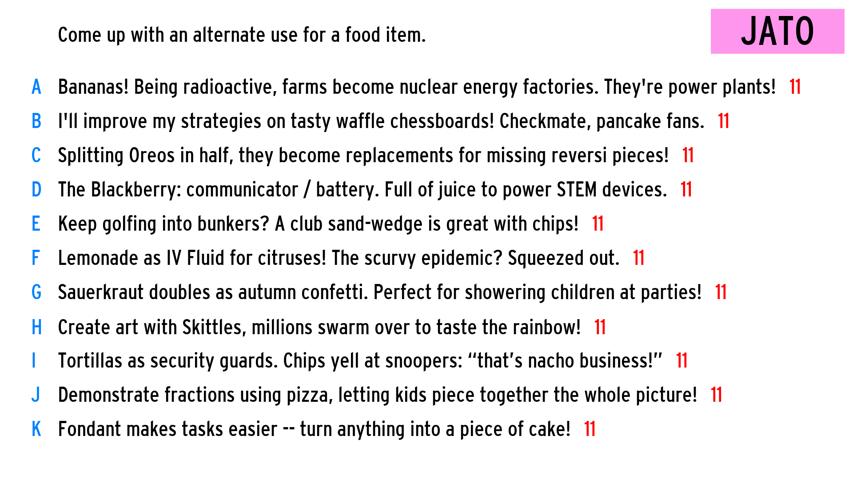 Come up with an alternate use for a food item.
JATO
A Bananas! Being radioactive, farms become nuclear energy factories. They're power plants! 11
B I'll improve my strategies on tasty waffle chessboards! Checkmate, pancake fans. 11
C Splitting Oreos in half, they become replacements for missing reversi pieces! 11
D The Blackberry: communicator / battery. Full of juice to power STEM devices. 11
E Keep golfing into bunkers? A club sand-wedge is great with chips! 11
F Lemonade as IV Fluid for citruses! The scurvy epidemic? Squeezed out. 11
G Sauerkraut doubles as autumn confetti. Perfect for showering children at parties! 11
H Create art with Skittles, millions swarm over to taste the rainbow! 11
I Tortillas as security guards. Chips yell at snoopers: “that’s nacho business!” 11
J Demonstrate fractions using pizza, letting kids piece together the whole picture! 11
K Fondant makes tasks easier -- turn anything into a piece of cake! 11